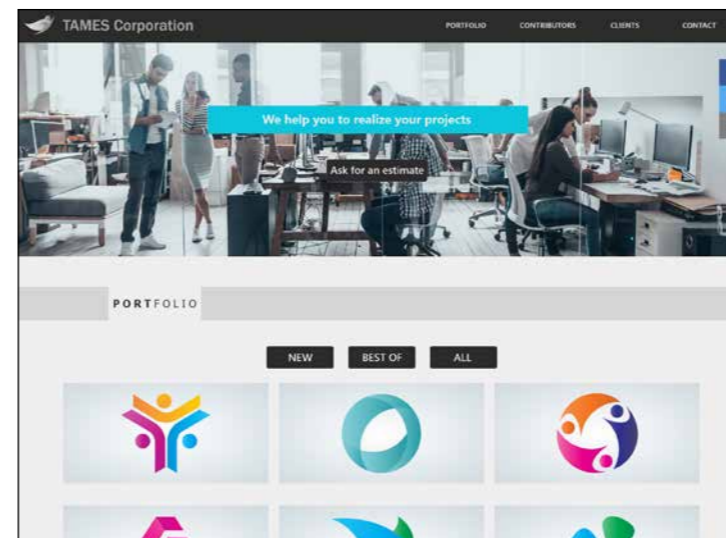 TAMES Corporation
PORTFOLIO CONTRIBUTORS CLIENTS CONTACT
We help you to realize your projects
Ask for an estimate
PORTFOLIO
NEW BEST OF ALL